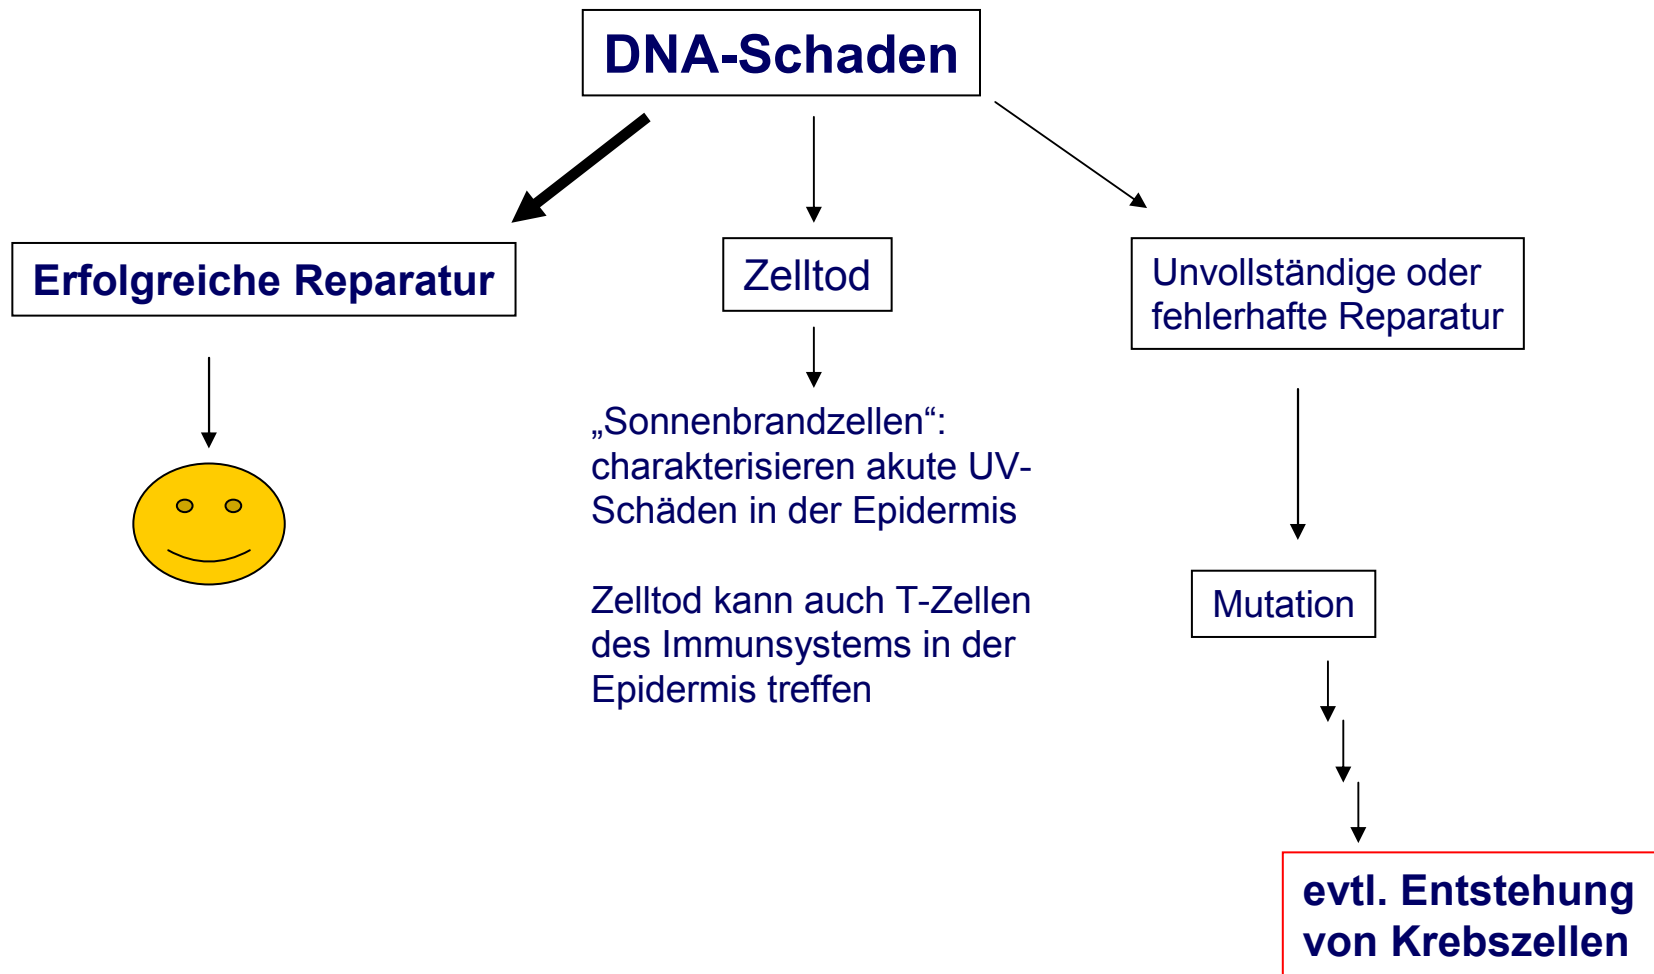 DNA-Schaden
Erfolgreiche Reparatur
Zelltod
Unvollständige oder
fehlerhafte Reparatur
„Sonnenbrandzellen“:
charakterisieren akute UV-
Schäden in der Epidermis
Zelltod kann auch T-Zellen
des Immunsystems in der
Epidermis treffen
Mutation
evtl. Entstehung
von Krebszellen